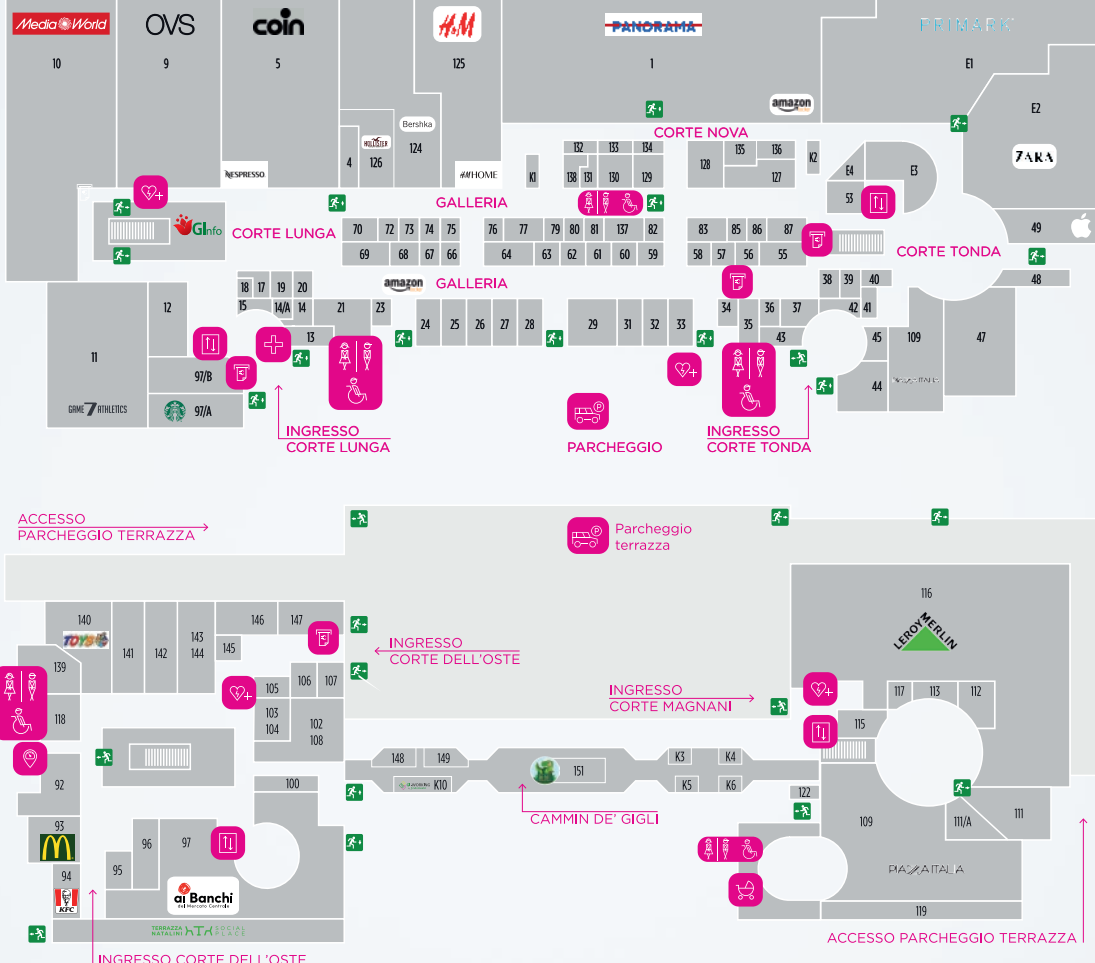 Media World
OVS
coin
H&M
PANORAMA
PRIMARK
10
9
5
125
1
E1
amazon
E2
Bershka
CORTE NOVA
HOLLISTER
132
133
134
135
136
ZARA
4
126
124
K1
128
K2
E4
E3
NESPRESSO
H&M HOME
138
131
130
129
127
53
GALLERIA
GInfo
CORTE LUNGA
70
72
73
74
75
76
77
79
80
81
137
82
83
85
86
87
49
69
68
67
66
64
63
62
61
60
59
58
57
56
55
CORTE TONDA
amazon
GALLERIA
18
17
19
20
38
39
40
48
12
15
14/A
14
21
23
24
25
26
27
28
29
31
32
33
34
35
36
37
42
41
13
43
45
109
47
11
97/B
44
PIAZZA ITALIA
GAME 7 ATHLETICS
97/A
INGRESSO
CORTE LUNGA
PARCHEGGIO
INGRESSO
CORTE TONDA
ACCESSO
PARCHEGGIO TERRAZZA
Parcheggio
terrazza
116
LEROY MERLIN
140
141
142
143
144
146
147
TOYS
145
INGRESSO
CORTE DELL'OSTE
139
105
106
107
INGRESSO
CORTE MAGNANI
117
113
112
118
103
104
102
108
115
92
148
149
K3
K4
100
K10
151
K5
K6
122
93
96
97
CAMMIN DE' GIGLI
109
111/A
111
94
95
KFC
ai Banchi
del Mercato Centrale
PIAZZA ITALIA
119
TERRAZZA
NATALINI
SOCIAL
PLACE
ACCESSO PARCHEGGIO TERRAZZA
INGRESSO CORTE DELL'OSTE